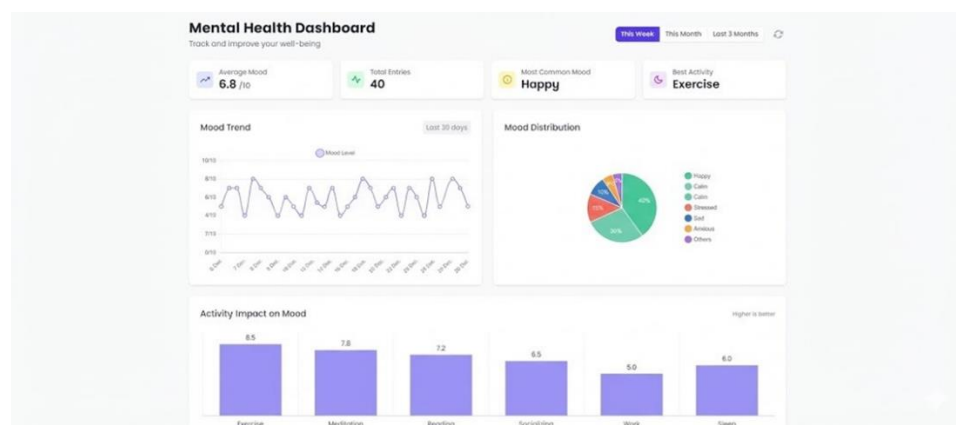 Mental Health Dashboard
Track and improve your well-being
This Week This Month Last 3 Months
Average Mood
6.8 /10
Total Entries
40
Most Common Mood
Happy
Best Activity
Exercise
Mood Trend
Last 30 days
Mood Level
10/10
8/10
6/10
4/10
7/10
0/10
Mood Distribution
40%
30%
10%
Happy
Calm
Calm
Stressed
Sad
Anxious
Others
Activity Impact on Mood
Higher is better
7.8
7.2
6.5
5.0
6.0
Exercise
Meditation
Reading
Socializing
Work
Sleep